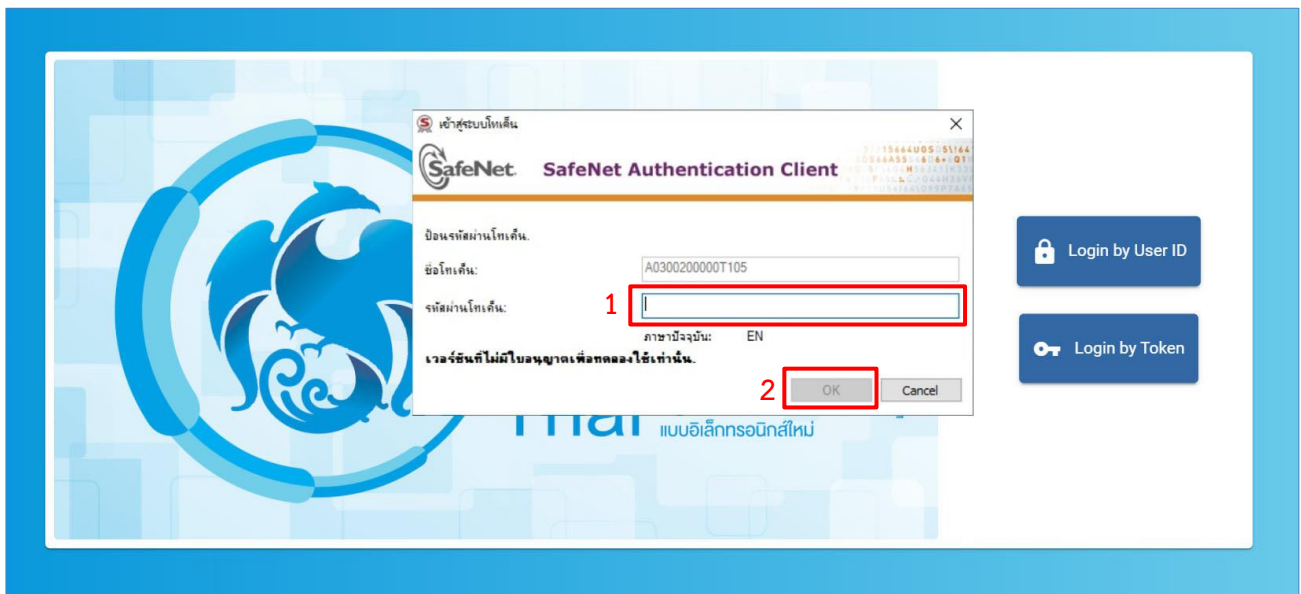 เข้าสู่ระบบโทเค็น
SafeNet. SafeNet Authentication Client
ป้อนรหัสผ่านโทเค็น.
ชื่อโทเค็น: A0300200000T105
รหัสผ่านโทเค็น: 1
ภาษาปัจจุบัน: EN
เวอร์ชันที่ไม่มีใบอนุญาตเพื่อทดลองใช้เท่านั้น.
2 OK Cancel
Login by User ID
Login by Token
Thai
แบบอิเล็กทรอนิกส์ใหม่